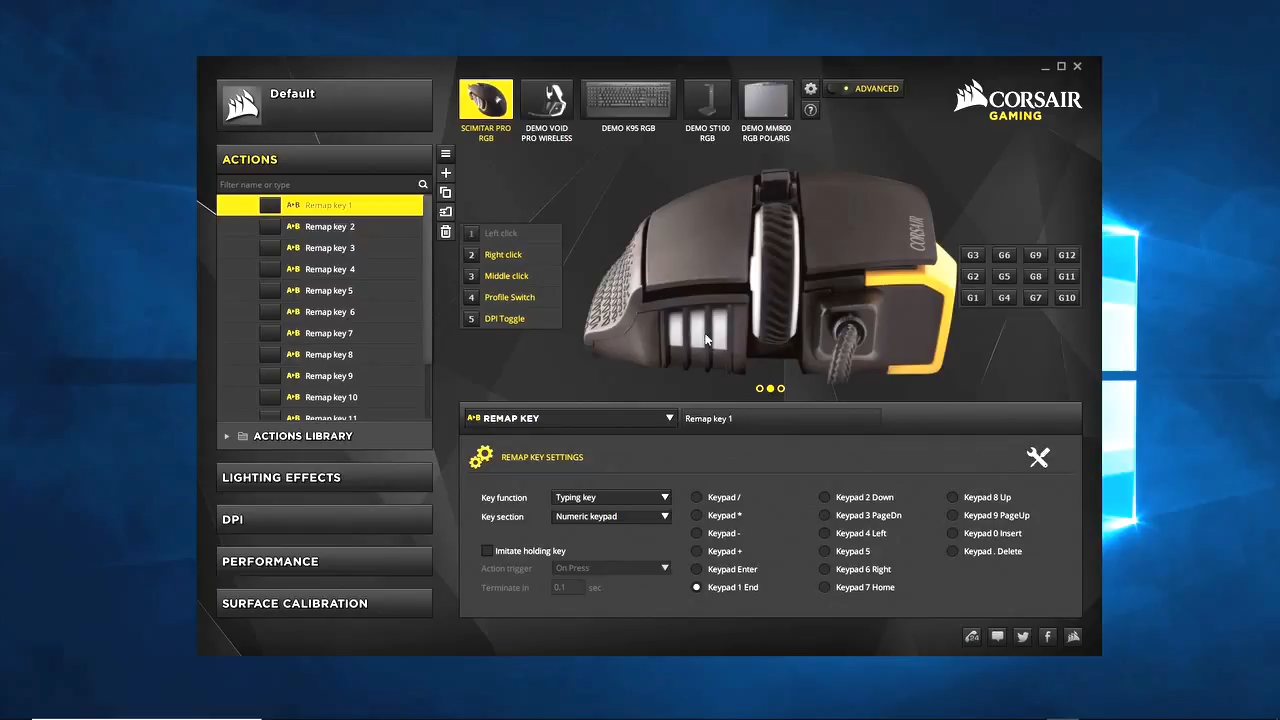 Default
SCIMITAR PRO RGB
DEMO VOID PRO WIRELESS
DEMO K95 RGB
DEMO ST100 RGB
DEMO MM800 RGB POLARIS
?
ADVANCED
CORSAIR
GAMING
ACTIONS
Filter name or type
A▸B Remap key 1
A▸B Remap key 2
A▸B Remap key 3
A▸B Remap key 4
A▸B Remap key 5
A▸B Remap key 6
A▸B Remap key 7
A▸B Remap key 8
A▸B Remap key 9
A▸B Remap key 10
A▸B Remap key 11
ACTIONS LIBRARY
LIGHTING EFFECTS
DPI
PERFORMANCE
SURFACE CALIBRATION
1 Left click
2 Right click
3 Middle click
4 Profile Switch
5 DPI Toggle
CORSAIR
G3 G6 G9 G12
G2 G5 G8 G11
G1 G4 G7 G10
A▸B REMAP KEY
Remap key 1
REMAP KEY SETTINGS
Key function Typing key
Key section Numeric keypad
Imitate holding key
Action trigger On Press
Terminate in 0.1 sec
Keypad /
Keypad *
Keypad -
Keypad +
Keypad Enter
Keypad 1 End
Keypad 2 Down
Keypad 3 PageDn
Keypad 4 Left
Keypad 5
Keypad 6 Right
Keypad 7 Home
Keypad 8 Up
Keypad 9 PageUp
Keypad 0 Insert
Keypad . Delete